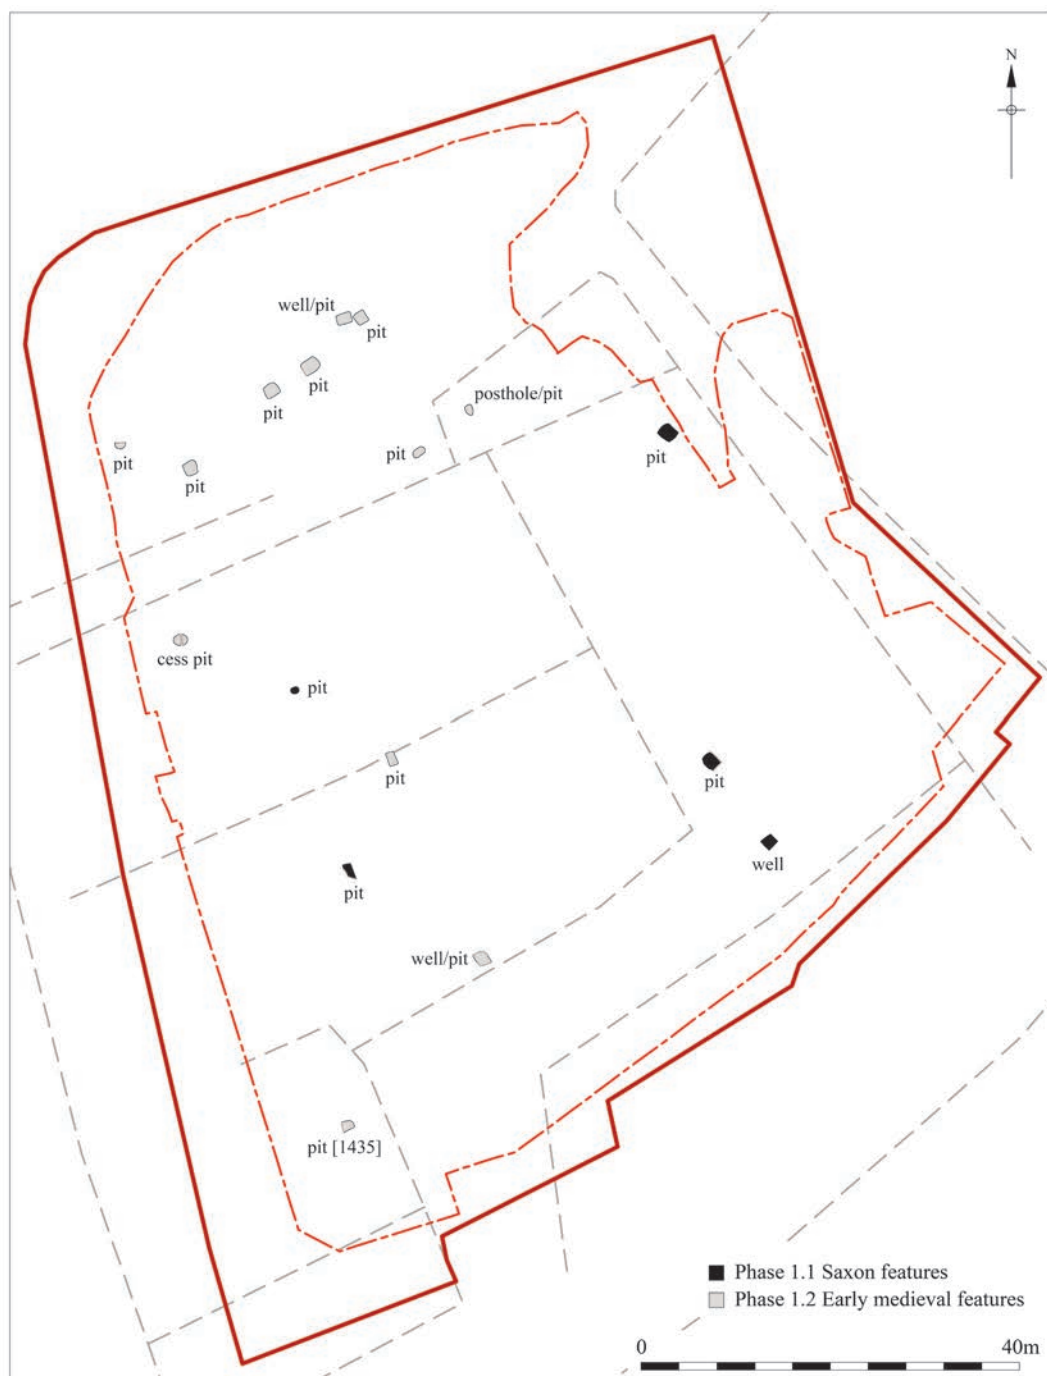 N
well/pit
pit
pit
pit
posthole/pit
pit
pit
pit
pit
cess pit
pit
pit
pit
well
pit
well/pit
pit [1435]
Phase 1.1 Saxon features
Phase 1.2 Early medieval features
0 40m